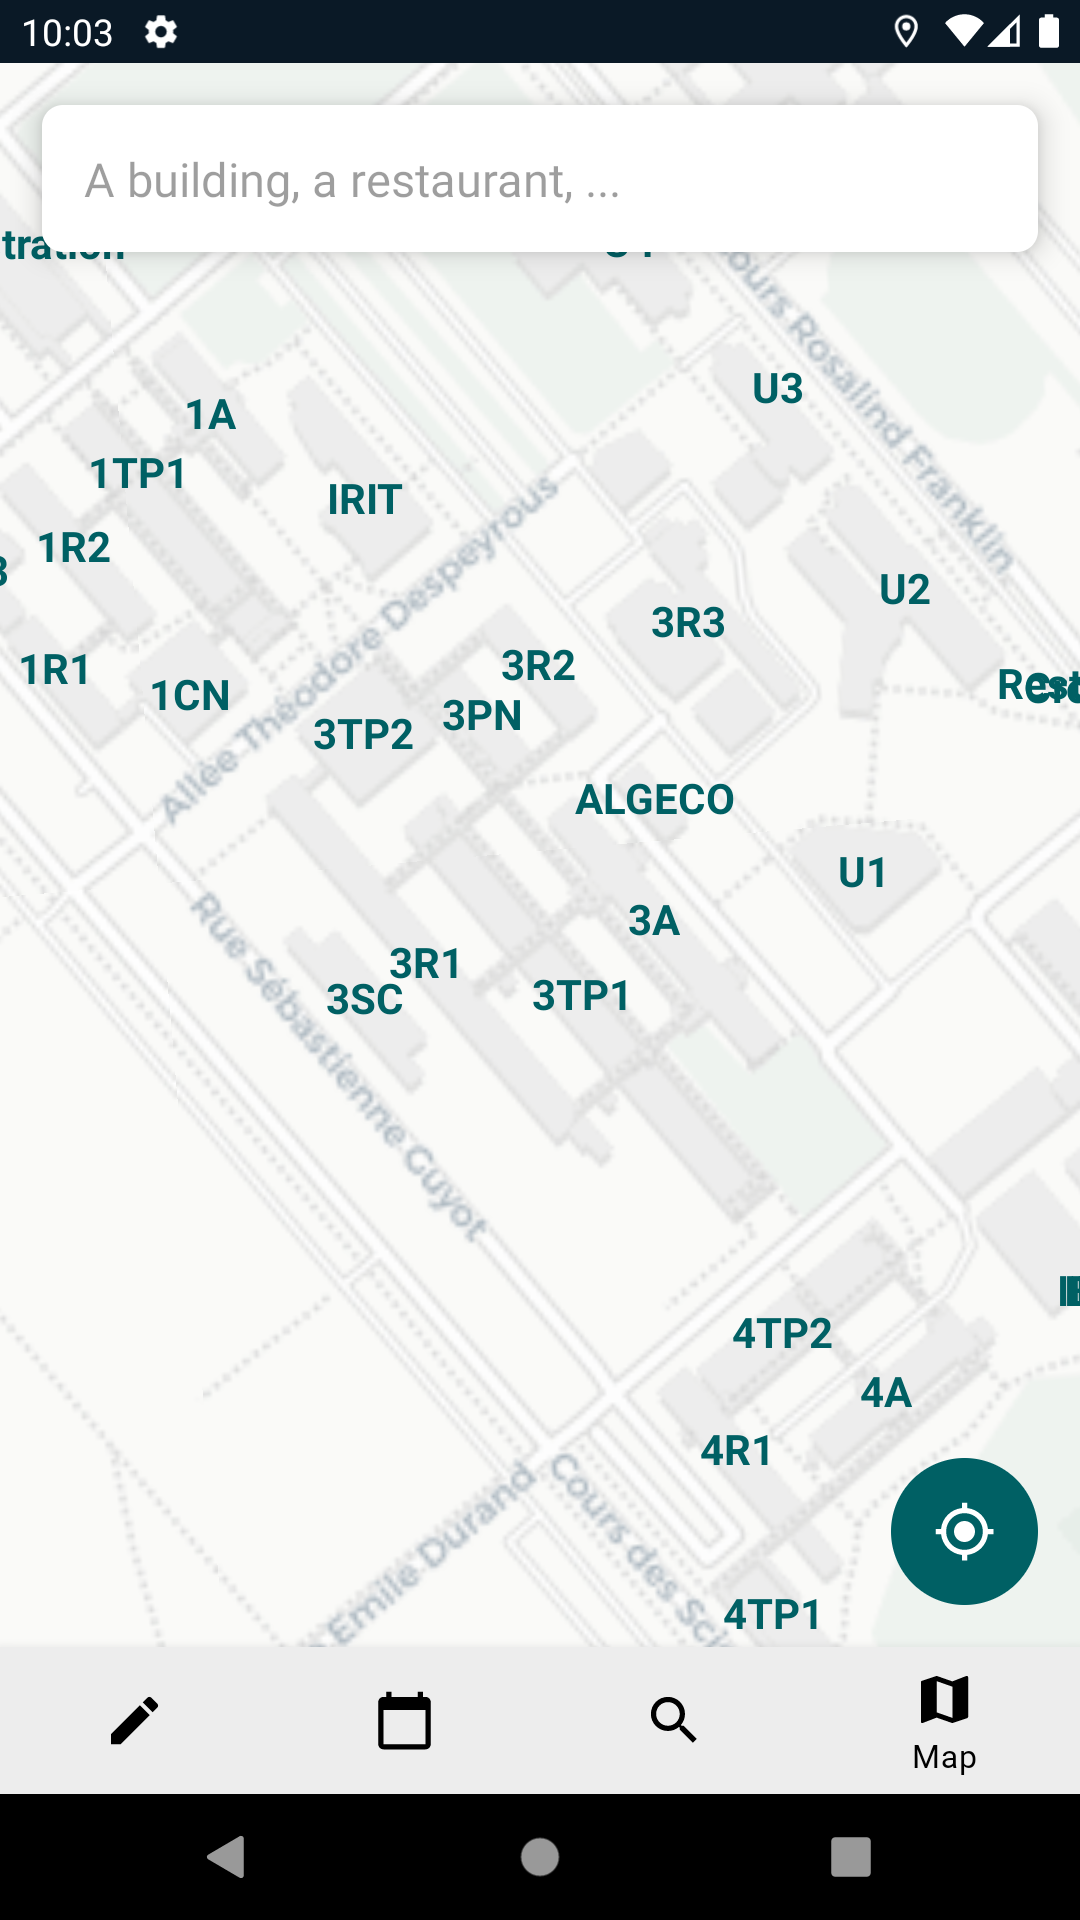 10:03
A building, a restaurant, ...
tration
Cours Rosalind Franklin
U3
1A
1TP1
IRIT
1R2
Allée Théodore Despeyrous
U2
3R3
1R1
3R2
1CN
3PN
3TP2
ALGECO
U1
Rue Sébastienne Guyot
3A
3R1
3SC
3TP1
4TP2
4A
4R1
Emile Durand
Cours des Sci
4TP1
Map